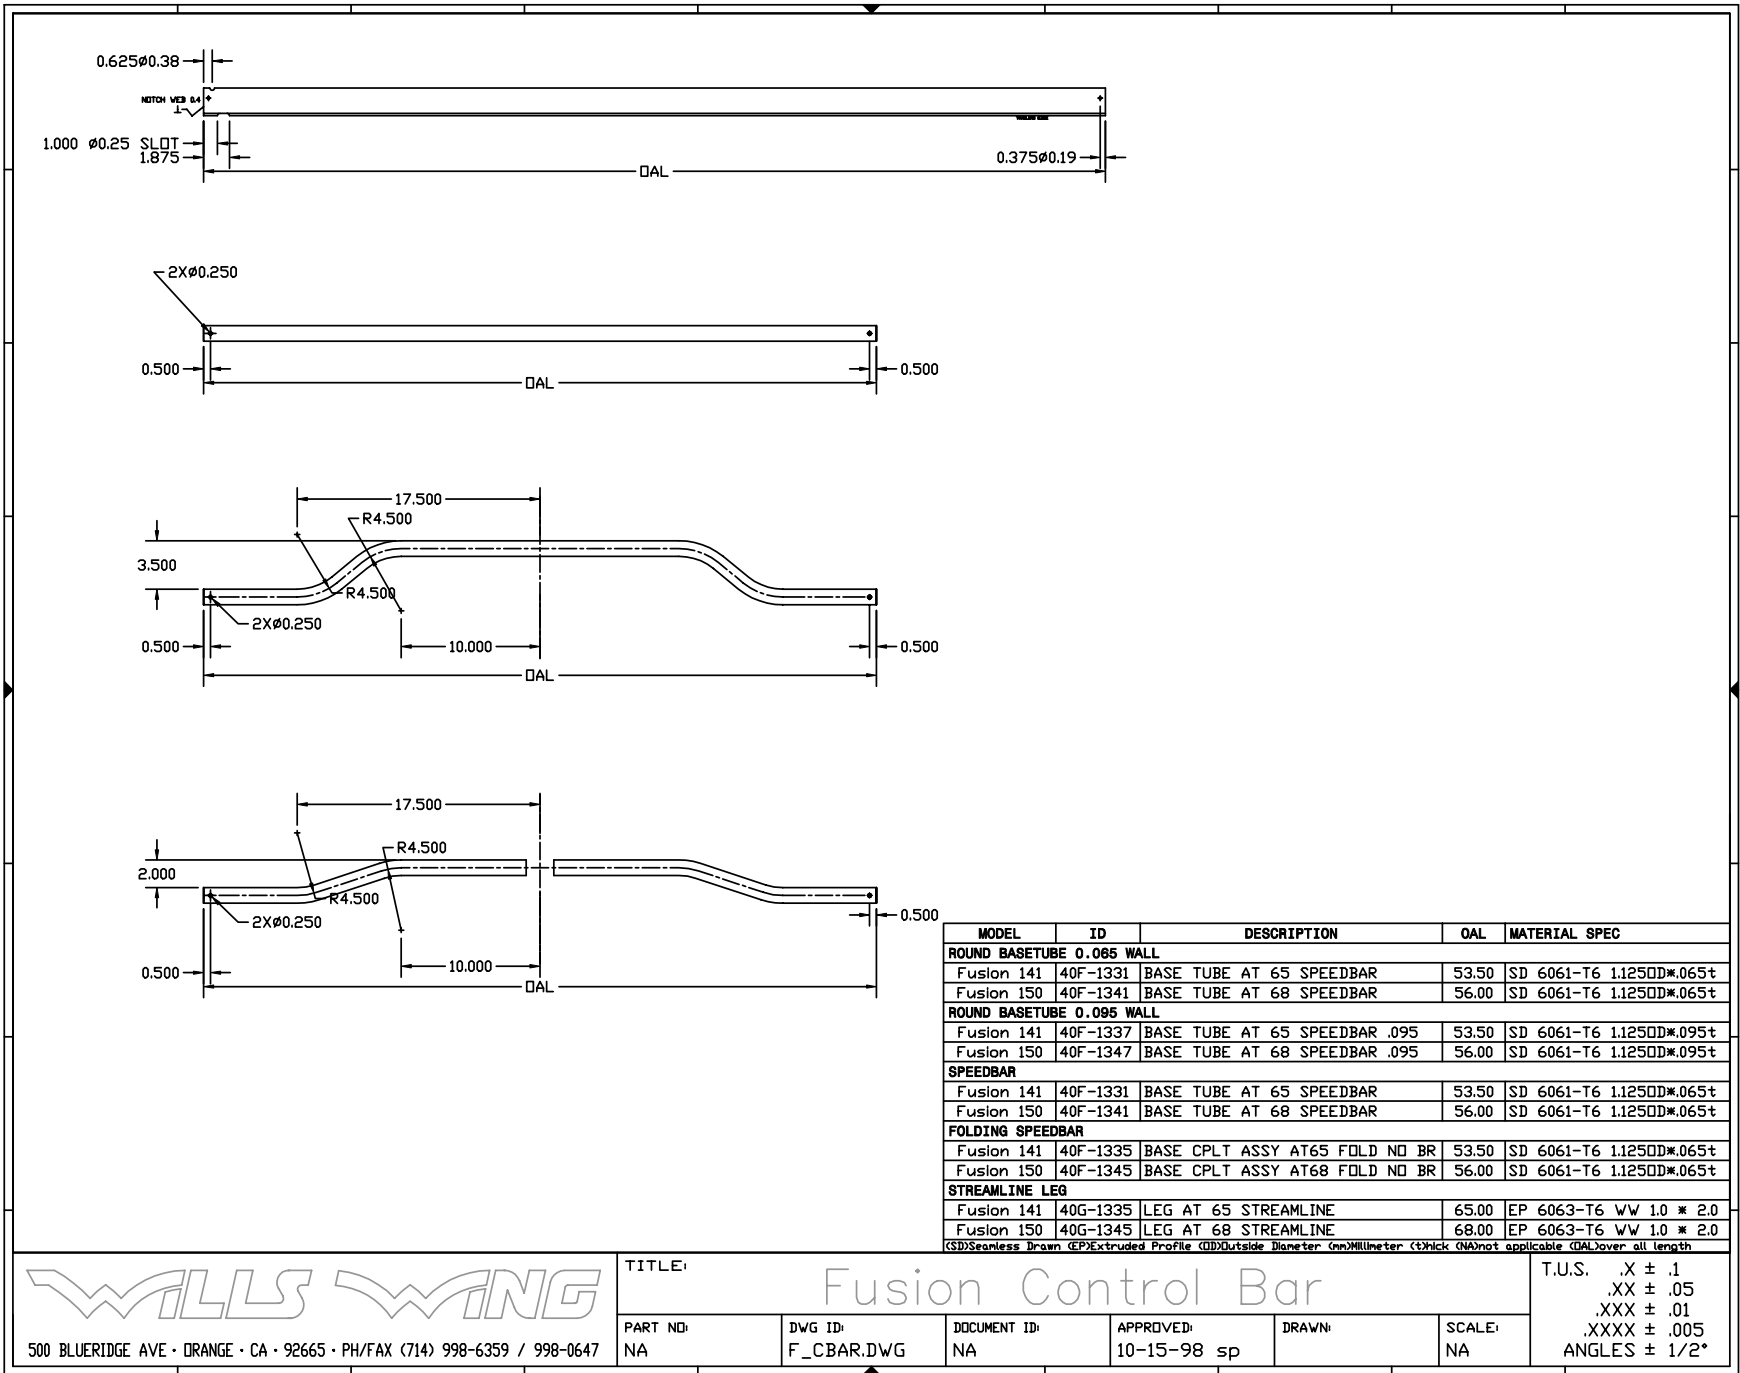 0.625ø0.38
NOTCH WEB 0.4
1.000 ø0.25 SLOT
1.875
OAL
0.375ø0.19
2Xø0.250
0.500
0.500
OAL
17.500
R4.500
3.500
R4.500
2Xø0.250
0.500
10.000
0.500
OAL
17.500
R4.500
2.000
R4.500
2Xø0.250
0.500
0.500
10.000
OAL
MODEL ID DESCRIPTION OAL MATERIAL SPEC
ROUND BASETUBE 0.065 WALL
Fusion 141 40F-1331 BASE TUBE AT 65 SPEEDBAR 53.50 SD 6061-T6 1.125OD*.065t
Fusion 150 40F-1341 BASE TUBE AT 68 SPEEDBAR 56.00 SD 6061-T6 1.125OD*.065t
ROUND BASETUBE 0.095 WALL
Fusion 141 40F-1337 BASE TUBE AT 65 SPEEDBAR .095 53.50 SD 6061-T6 1.125OD*.095t
Fusion 150 40F-1347 BASE TUBE AT 68 SPEEDBAR .095 56.00 SD 6061-T6 1.125OD*.095t
SPEEDBAR
Fusion 141 40F-1331 BASE TUBE AT 65 SPEEDBAR 53.50 SD 6061-T6 1.125OD*.065t
Fusion 150 40F-1341 BASE TUBE AT 68 SPEEDBAR 56.00 SD 6061-T6 1.125OD*.065t
FOLDING SPEEDBAR
Fusion 141 40F-1335 BASE CPLT ASSY AT65 FOLD NO BR 53.50 SD 6061-T6 1.125OD*.065t
Fusion 150 40F-1345 BASE CPLT ASSY AT68 FOLD NO BR 56.00 SD 6061-T6 1.125OD*.065t
STREAMLINE LEG
Fusion 141 40G-1335 LEG AT 65 STREAMLINE 65.00 EP 6063-T6 WW 1.0 * 2.0
Fusion 150 40G-1345 LEG AT 68 STREAMLINE 68.00 EP 6063-T6 WW 1.0 * 2.0
(SD)Seamless Drawn (EP)Extruded Profile (OD)Outside Diameter (mm)Millimeter (t)hick (NA)not applicable (OAL)over all length
WILLS WING
500 BLUERIDGE AVE · ORANGE · CA · 92665 · PH/FAX (714) 998-6359 / 998-0647
TITLE:
Fusion Control Bar
PART NO:
NA
DWG ID:
F_CBAR.DWG
DOCUMENT ID:
NA
APPROVED:
10-15-98 sp
DRAWN:
SCALE:
NA
T.U.S. .X ± .1
.XX ± .05
.XXX ± .01
.XXXX ± .005
ANGLES ± 1/2°